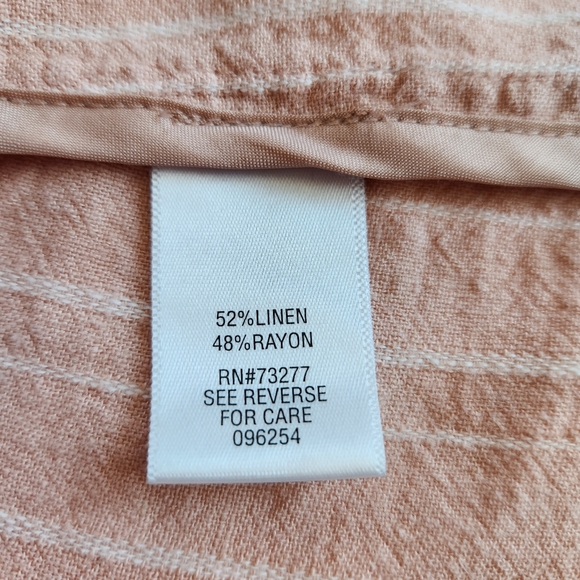 52%LINEN
48%RAYON
RN#73277
SEE REVERSE
FOR CARE
096254